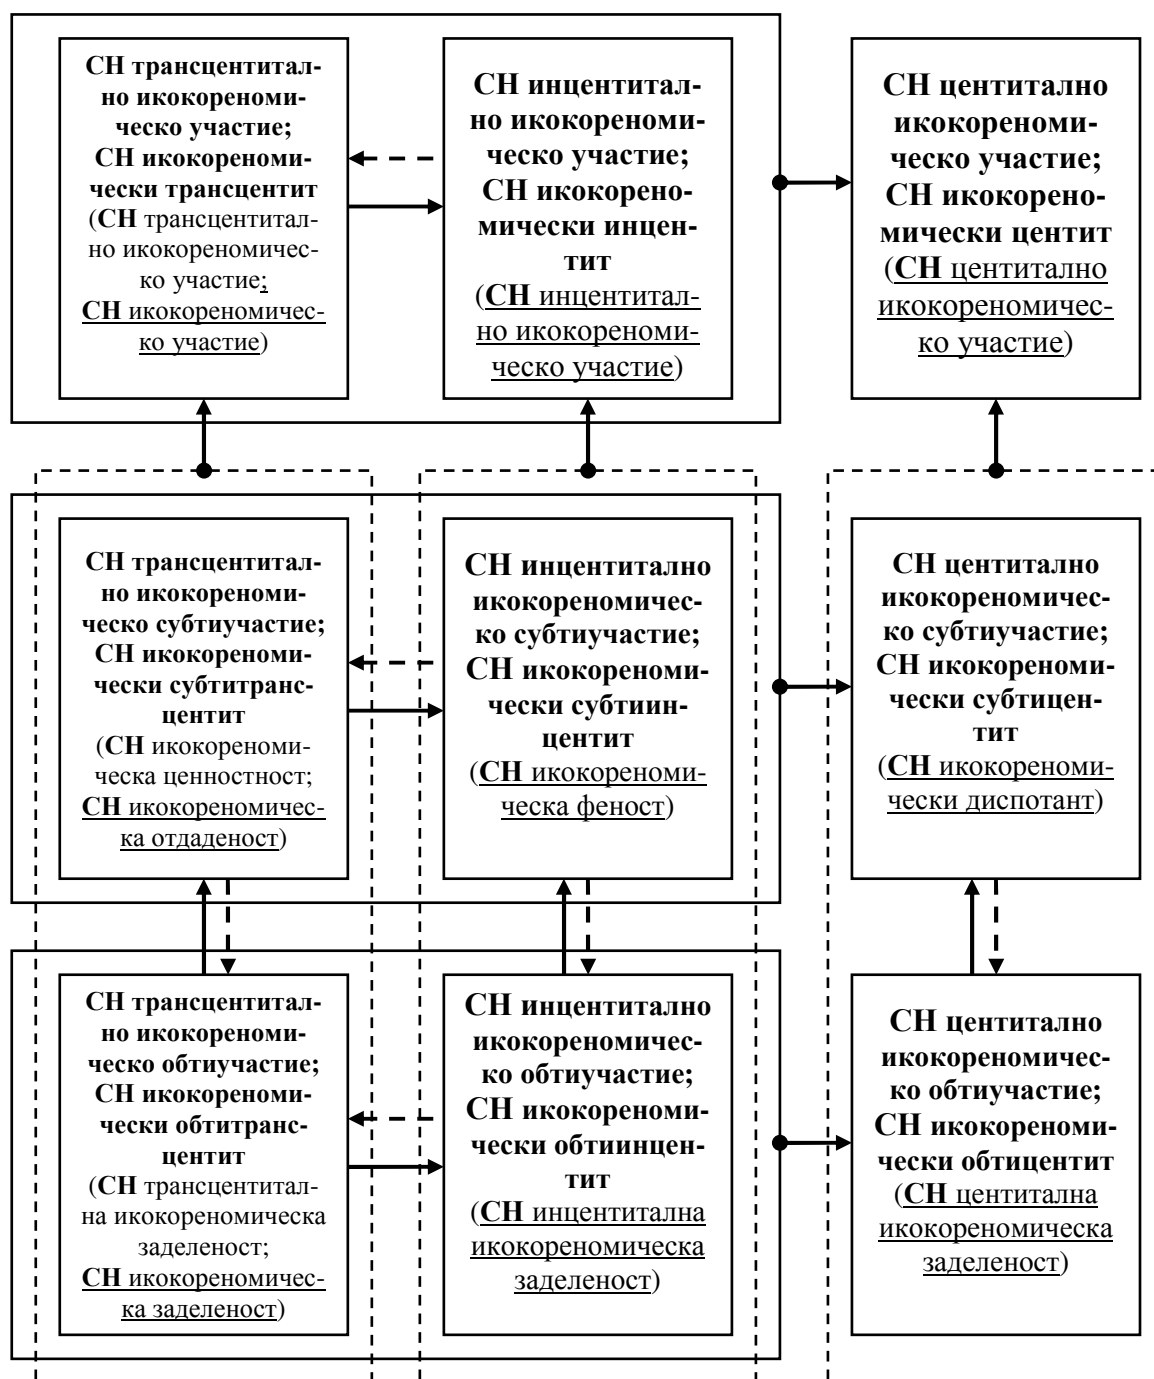 СН трансцентитал-
но икокореноми-
ческо участие;
СН икокореноми-
чески трансцентит
(СН трансцентитал-
но икокореномичес-
ко участие;
СН икокореномичес-
ко участие)
СН инцентитал-
но икокореноми-
ческо участие;
СН икокорено-
мически инцен-
тит
(СН инцентитал-
но икокореноми-
ческо участие)
СН центитално
икокореноми-
ческо участие;
СН икокорено-
мически центит
(СН центитално
икокореномичес-
ко участие)
СН трансцентитал-
но икокореноми-
ческо субтиучастие;
СН икокореноми-
чески субтитранс-
центит
(СН икокореноми-
ческа ценностност;
СН икокореномичес-
ка отдаденост)
СН инцентитално
икокореномичес-
ко субтиучастие;
СН икокореноми-
чески субтиин-
центит
(СН икокореноми-
ческа феност)
СН центитално
икокореномичес-
ко субтиучастие;
СН икокореноми-
чески субтицен-
тит
(СН икокореноми-
чески диспотант)
СН трансцентитал-
но икокореноми-
ческо обтиучастие;
СН икокореноми-
чески обтитранс-
центит
(СН трансцентитал-
на икокореномическа
заделеност;
СН икокореномичес-
ка заделеност)
СН инцентитално
икокореномичес-
ко обтиучастие;
СН икокореноми-
чески обтиинцен-
тит
(СН инцентитална
икокореномическа
заделеност)
СН центитално
икокореномичес-
ко обтиучастие;
СН икокореноми-
чески обтицентит
(СН центитална
икокореномическа
заделеност)